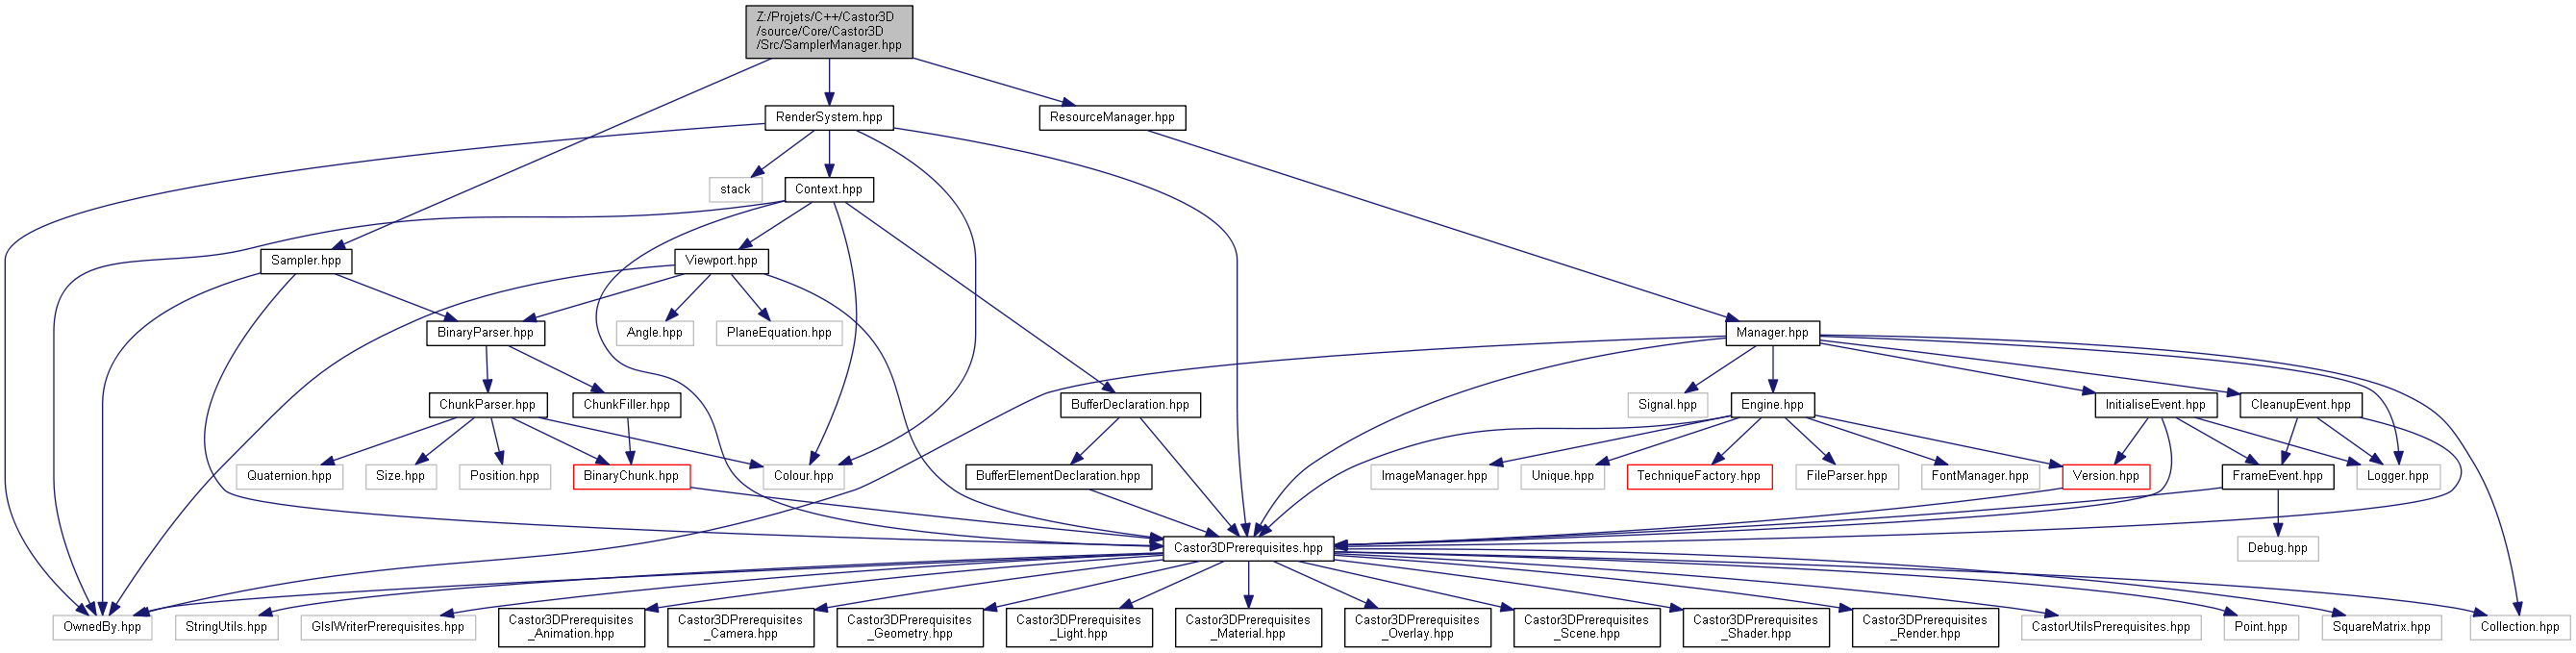 Z:/Projets/C++/Castor3D
/source/Core/Castor3D
/Src/SamplerManager.hpp
RenderSystem.hpp
ResourceManager.hpp
stack
Context.hpp
Sampler.hpp
Viewport.hpp
BinaryParser.hpp
Angle.hpp
PlaneEquation.hpp
Manager.hpp
ChunkParser.hpp
ChunkFiller.hpp
BufferDeclaration.hpp
Signal.hpp
Engine.hpp
InitialiseEvent.hpp
CleanupEvent.hpp
Quaternion.hpp
Size.hpp
Position.hpp
BinaryChunk.hpp
Colour.hpp
BufferElementDeclaration.hpp
ImageManager.hpp
Unique.hpp
TechniqueFactory.hpp
FileParser.hpp
FontManager.hpp
Version.hpp
FrameEvent.hpp
Logger.hpp
Castor3DPrerequisites.hpp
Debug.hpp
OwnedBy.hpp
StringUtils.hpp
GlslWriterPrerequisites.hpp
Castor3DPrerequisites
_Animation.hpp
Castor3DPrerequisites
_Camera.hpp
Castor3DPrerequisites
_Geometry.hpp
Castor3DPrerequisites
_Light.hpp
Castor3DPrerequisites
_Material.hpp
Castor3DPrerequisites
_Overlay.hpp
Castor3DPrerequisites
_Scene.hpp
Castor3DPrerequisites
_Shader.hpp
Castor3DPrerequisites
_Render.hpp
CastorUtilsPrerequisites.hpp
Point.hpp
SquareMatrix.hpp
Collection.hpp